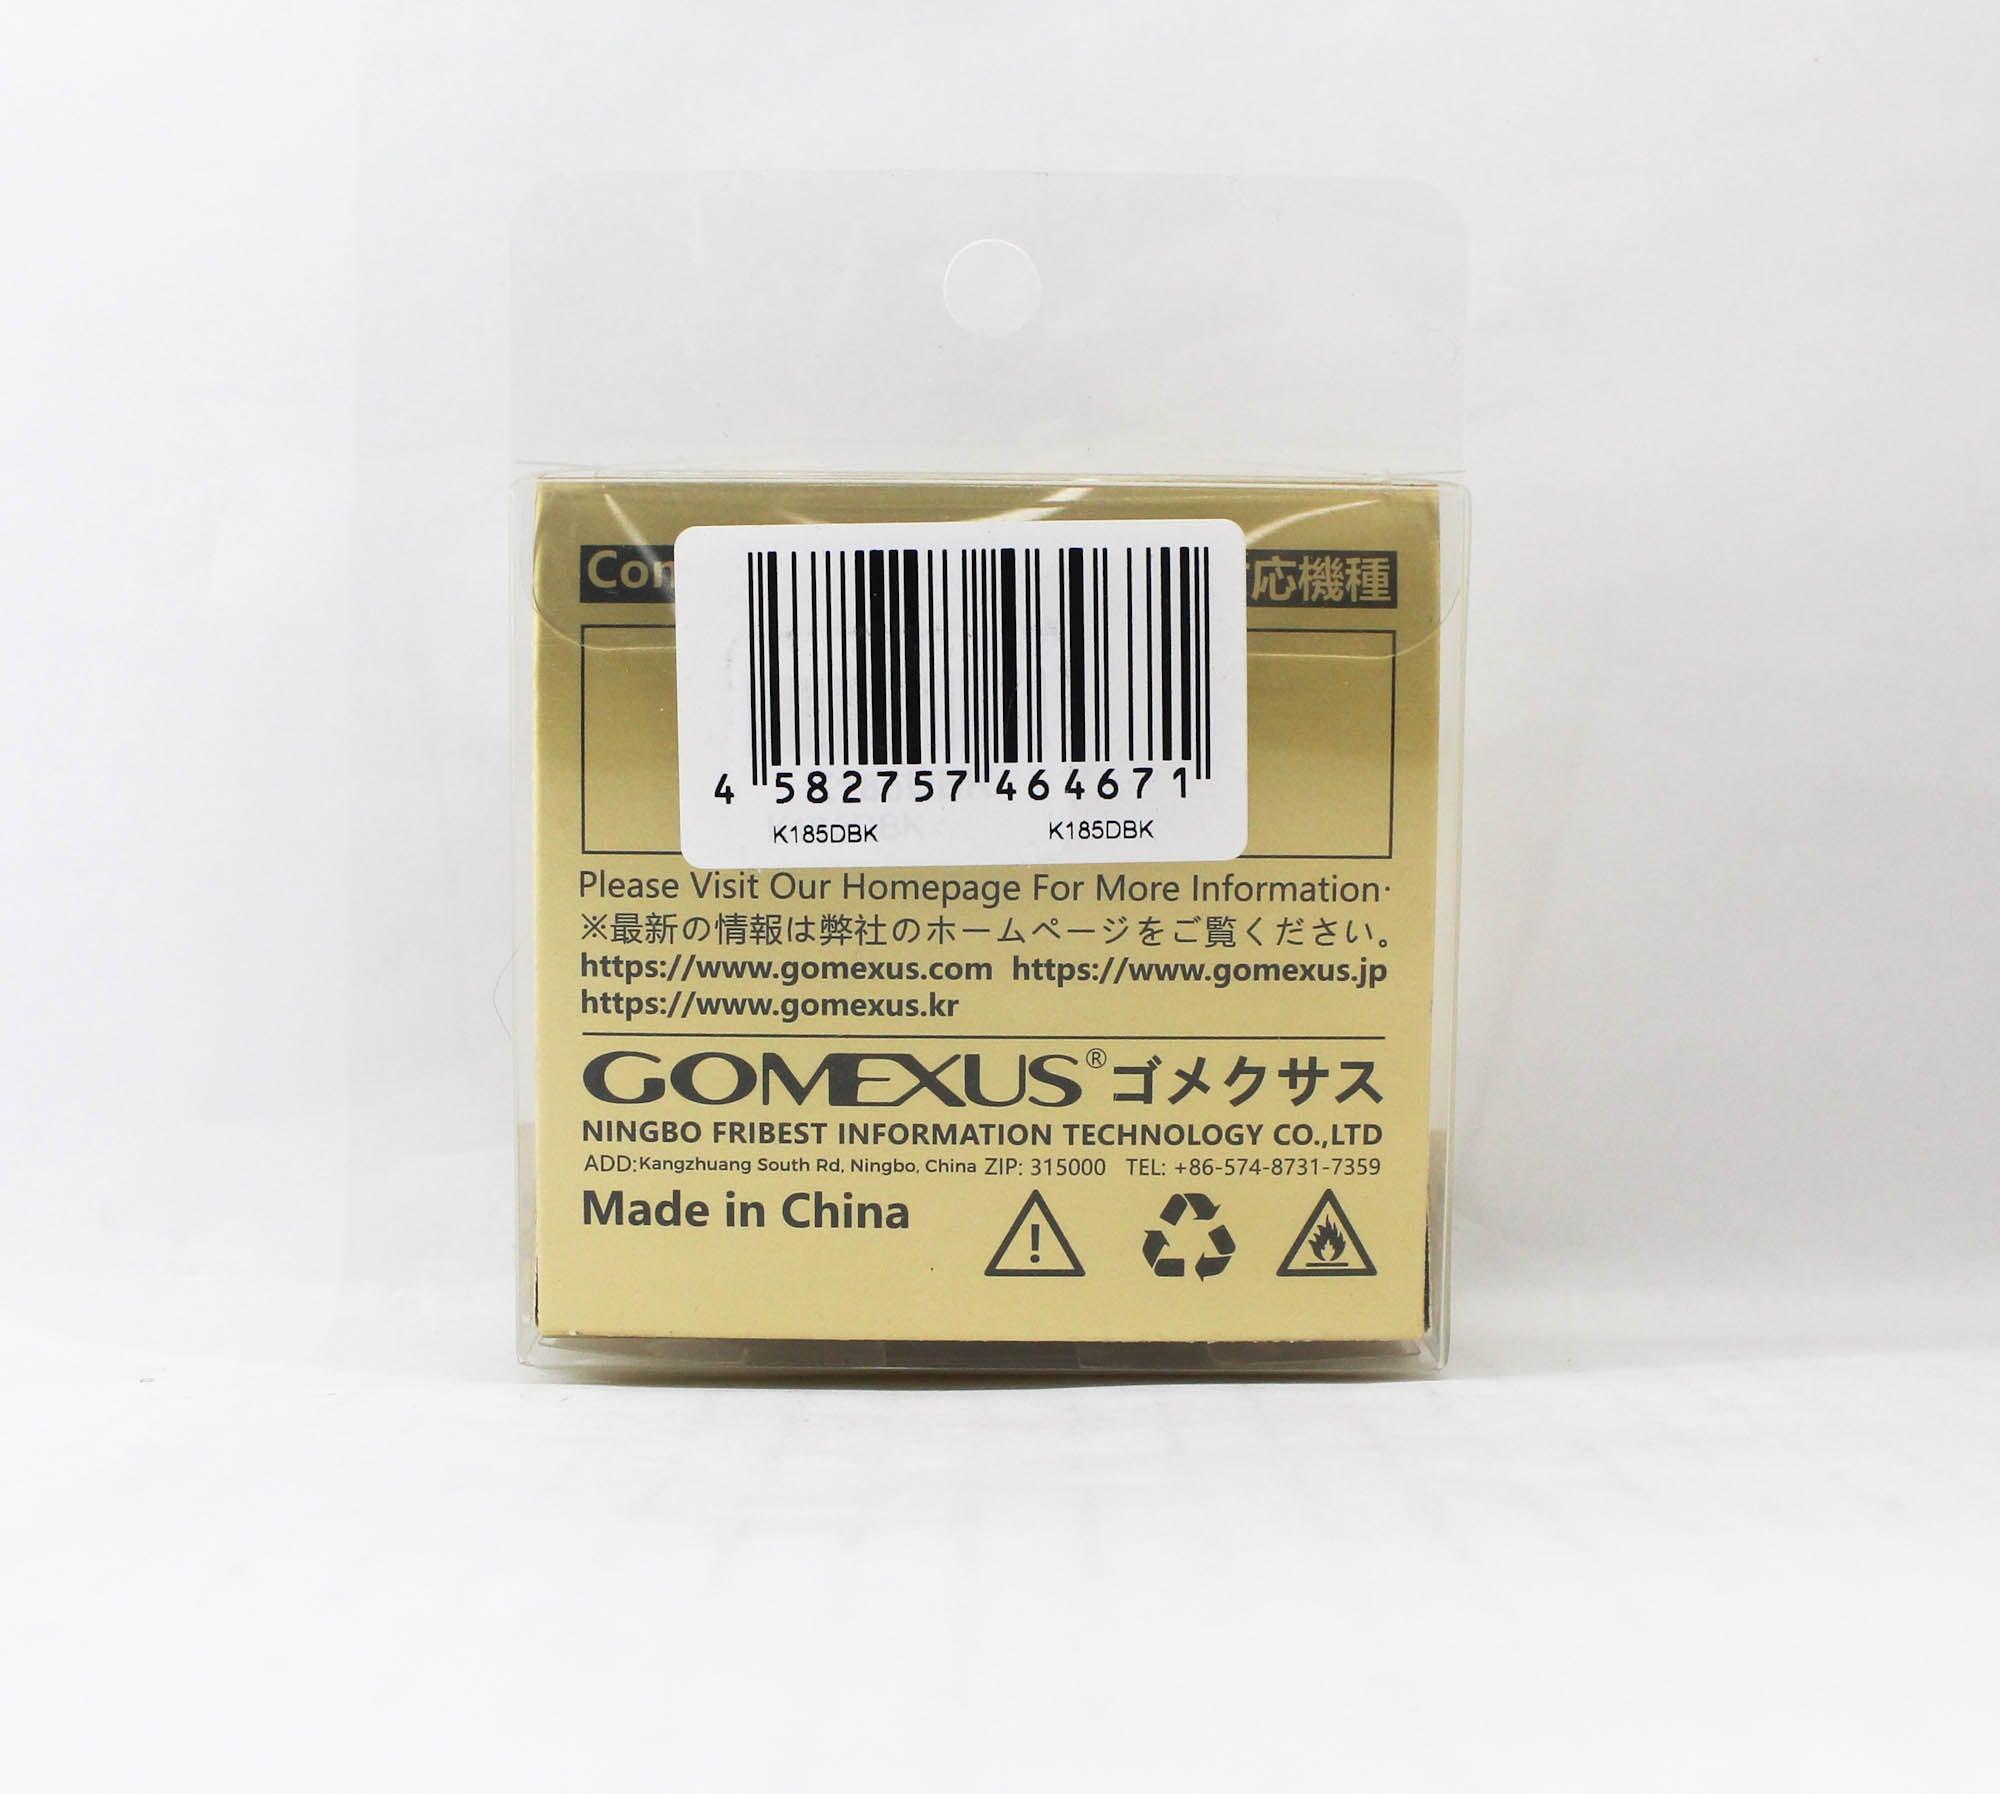 応機種
4 582757 464671
K185DBK K185DBK
Please Visit Our Homepage For More Information·
※最新の情報は弊社のホームページをご覧ください。
https://www.gomexus.com https://www.gomexus.jp
https://www.gomexus.kr
GOMEXUS®ゴメクサス
NINGBO FRIBEST INFORMATION TECHNOLOGY CO.,LTD
ADD:Kangzhuang South Rd, Ningbo, China ZIP: 315000 TEL: +86-574-8731-7359
Made in China